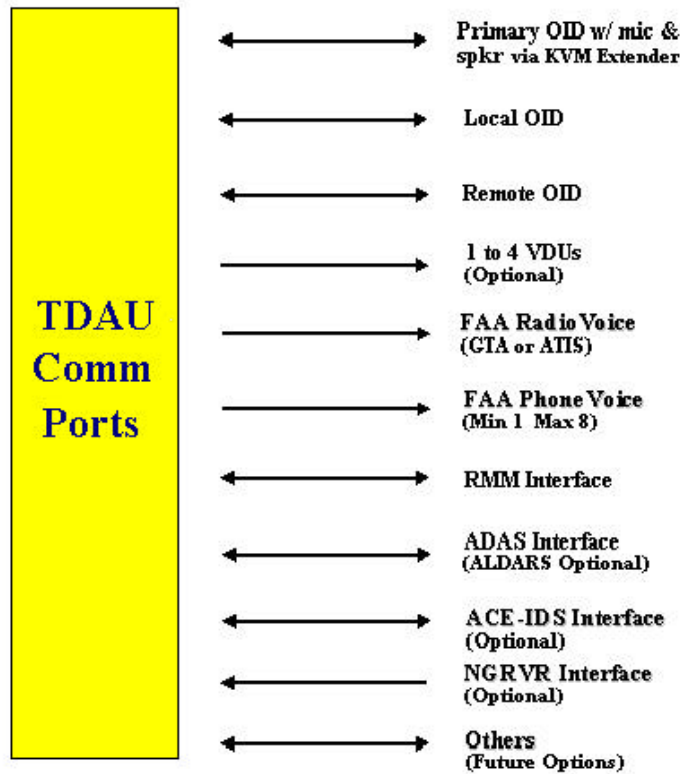 Primary OID w/ mic &
spkr via KVM Extender
Local OID
Remote OID
1 to 4 VDUs
(Optional)
TDAU
Comm
Ports
FAA Radio Voice
(GTA or ATIS)
FAA Phone Voice
(Min 1 Max 8)
RMM Interface
ADAS Interface
(ALDARS Optional)
ACE-IDS Interface
(Optional)
NGRVR Interface
(Optional)
Others
(Future Options)